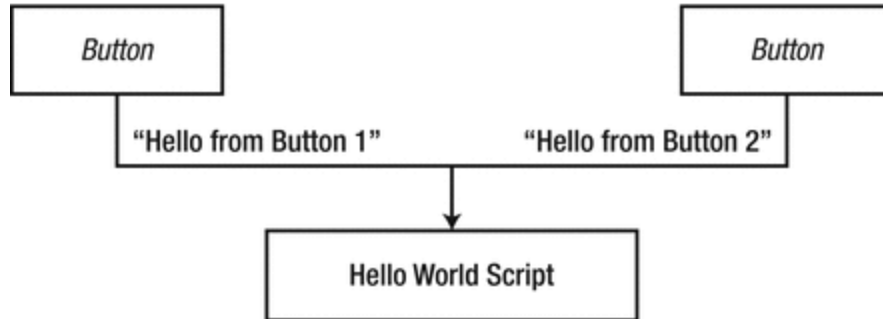 Button
Button
“Hello from Button 1”
“Hello from Button 2”
Hello World Script